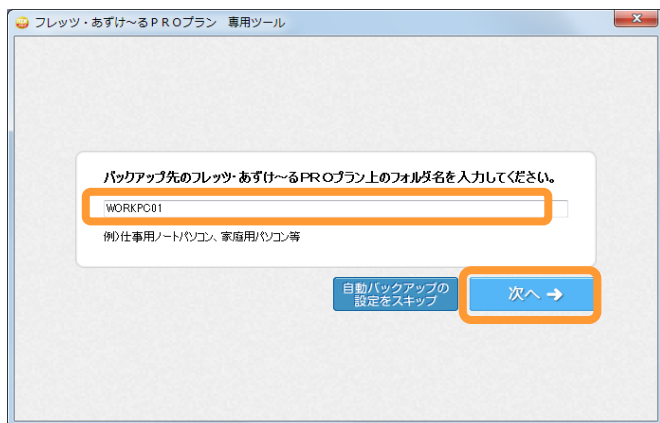 フレッツ・あずけ～るPROプラン 専用ツール
バックアップ先のフレッツ・あずけ～るPROプラン上のフォルダ名を入力してください。
WORKPC01
例)仕事用ノートパソコン、家庭用パソコン等
自動バックアップの
設定をスキップ
次へ ➔